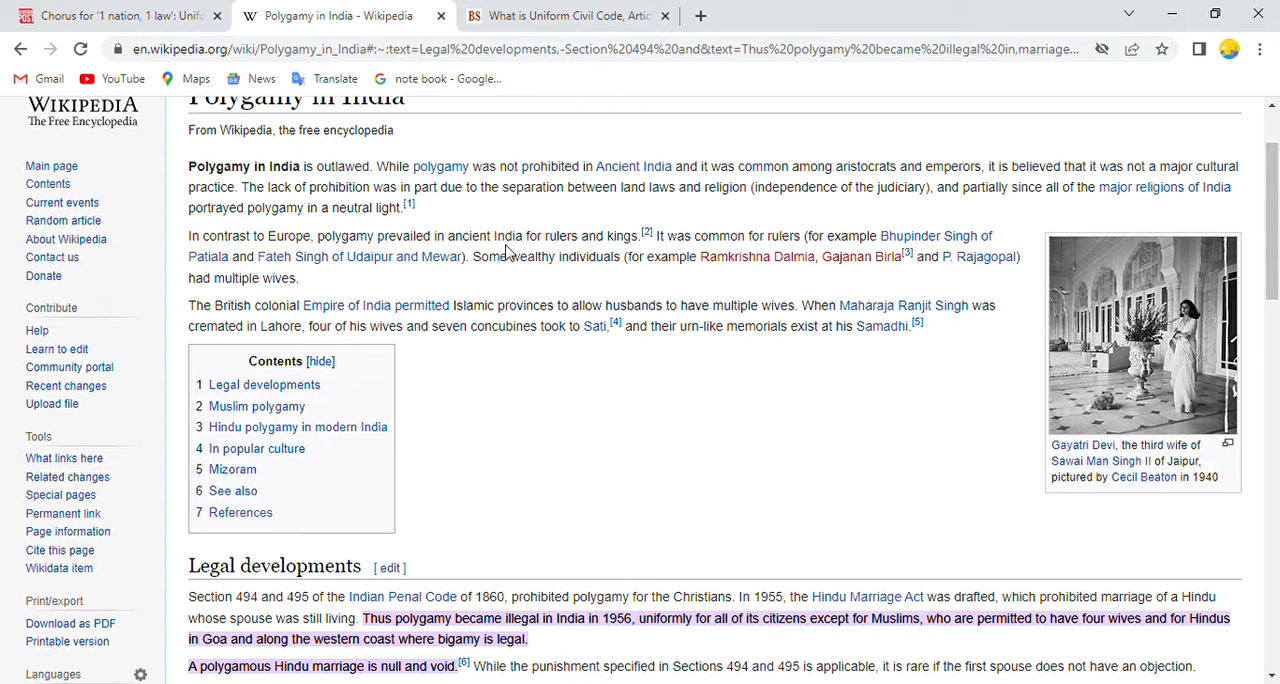 Chorus for '1 nation, 1 law': Unif
Polygamy in India - Wikipedia
BS What is Uniform Civil Code, Artic
en.wikipedia.org/wiki/Polygamy_in_India#:~:text=Legal%20developments,-Section%20494%20and&text=Thus%20polygamy%20became%20illegal%20in,marriage...
Gmail YouTube Maps News Translate note book - Google...
WIKIPEDIA
The Free Encyclopedia
Main page
Contents
Current events
Random article
About Wikipedia
Contact us
Donate
Contribute
Help
Learn to edit
Community portal
Recent changes
Upload file
Tools
What links here
Related changes
Special pages
Permanent link
Page information
Cite this page
Wikidata item
Print/export
Download as PDF
Printable version
Languages
Polygamy in India
From Wikipedia, the free encyclopedia
Polygamy in India is outlawed. While polygamy was not prohibited in Ancient India and it was common among aristocrats and emperors, it is believed that it was not a major cultural
practice. The lack of prohibition was in part due to the separation between land laws and religion (independence of the judiciary), and partially since all of the major religions of India
portrayed polygamy in a neutral light.[1]
In contrast to Europe, polygamy prevailed in ancient India for rulers and kings.[2] It was common for rulers (for example Bhupinder Singh of
Patiala and Fateh Singh of Udaipur and Mewar). Some wealthy individuals (for example Ramkrishna Dalmia, Gajanan Birla[3] and P. Rajagopal)
had multiple wives.
The British colonial Empire of India permitted Islamic provinces to allow husbands to have multiple wives. When Maharaja Ranjit Singh was
cremated in Lahore, four of his wives and seven concubines took to Sati,[4] and their urn-like memorials exist at his Samadhi.[5]
Gayatri Devi, the third wife of
Sawai Man Singh II of Jaipur,
pictured by Cecil Beaton in 1940
Contents [hide]
1 Legal developments
2 Muslim polygamy
3 Hindu polygamy in modern India
4 In popular culture
5 Mizoram
6 See also
7 References
Legal developments [ edit ]
Section 494 and 495 of the Indian Penal Code of 1860, prohibited polygamy for the Christians. In 1955, the Hindu Marriage Act was drafted, which prohibited marriage of a Hindu
whose spouse was still living. Thus polygamy became illegal in India in 1956, uniformly for all of its citizens except for Muslims, who are permitted to have four wives and for Hindus
in Goa and along the western coast where bigamy is legal.
A polygamous Hindu marriage is null and void.[6] While the punishment specified in Sections 494 and 495 is applicable, it is rare if the first spouse does not have an objection.